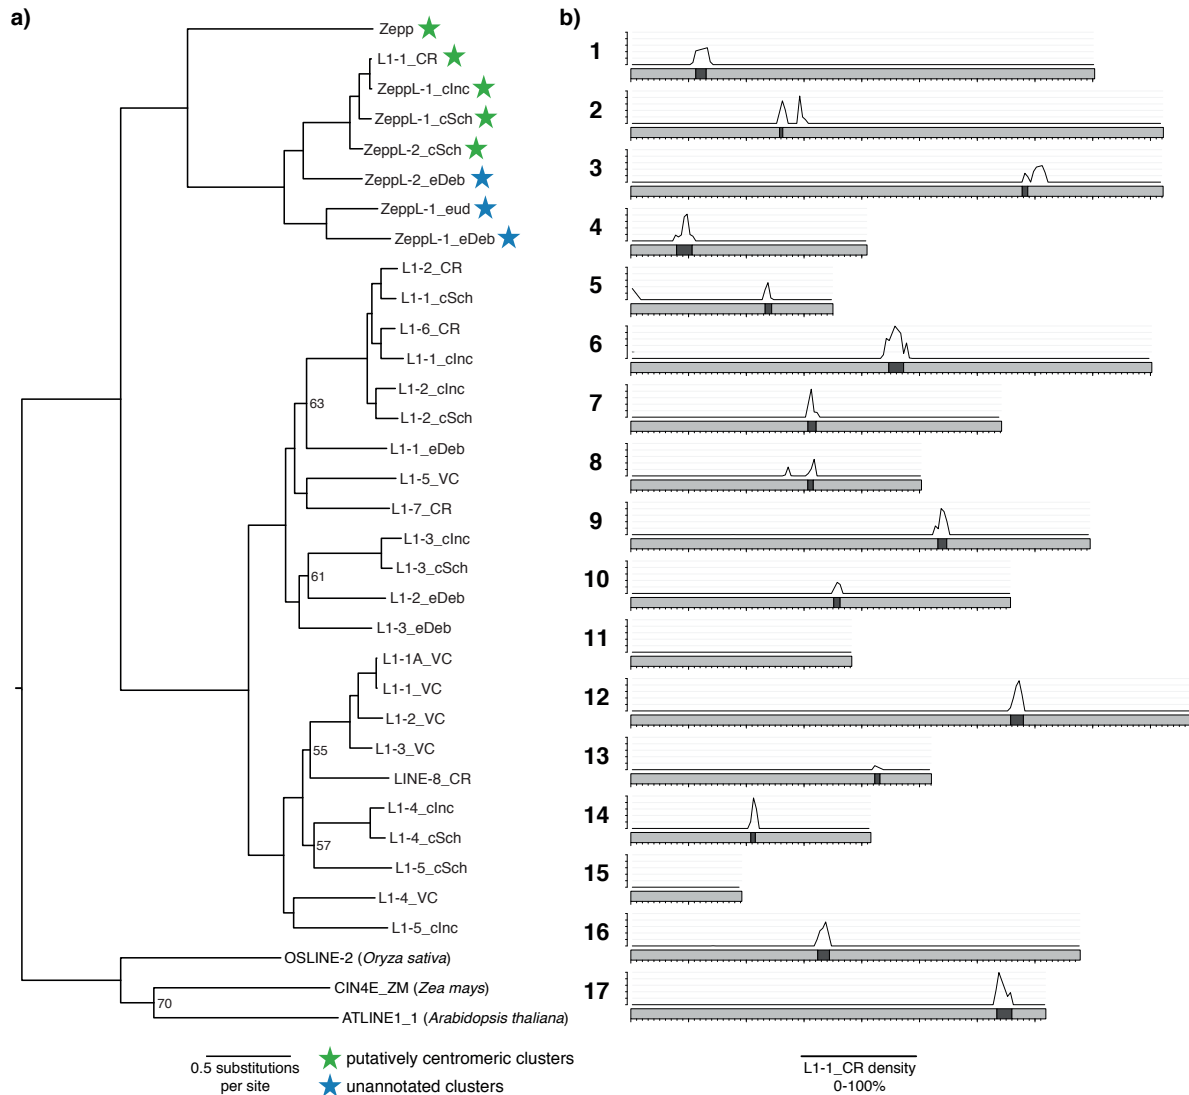 a)
Zepp
L1-1_CR
ZeppL-1_cInc
ZeppL-1_cSch
ZeppL-2_cSch
ZeppL-2_eDeb
ZeppL-1_eud
ZeppL-1_eDeb
L1-2_CR
L1-1_cSch
L1-6_CR
L1-1_cInc
L1-2_cInc
63
L1-2_cSch
L1-1_eDeb
L1-5_VC
L1-7_CR
L1-3_cInc
L1-3_cSch
61
L1-2_eDeb
L1-3_eDeb
L1-1A_VC
L1-1_VC
L1-2_VC
L1-3_VC
55
LINE-8_CR
L1-4_cInc
L1-4_cSch
57
L1-5_cSch
L1-4_VC
L1-5_cInc
OSLINE-2 (Oryza sativa)
CIN4E_ZM (Zea mays)
70
ATLINE1_1 (Arabidopsis thaliana)
0.5 substitutions
per site
putatively centromeric clusters
unannotated clusters
b)
1
2
3
4
5
6
7
8
9
10
11
12
13
14
15
16
17
L1-1_CR density
0-100%